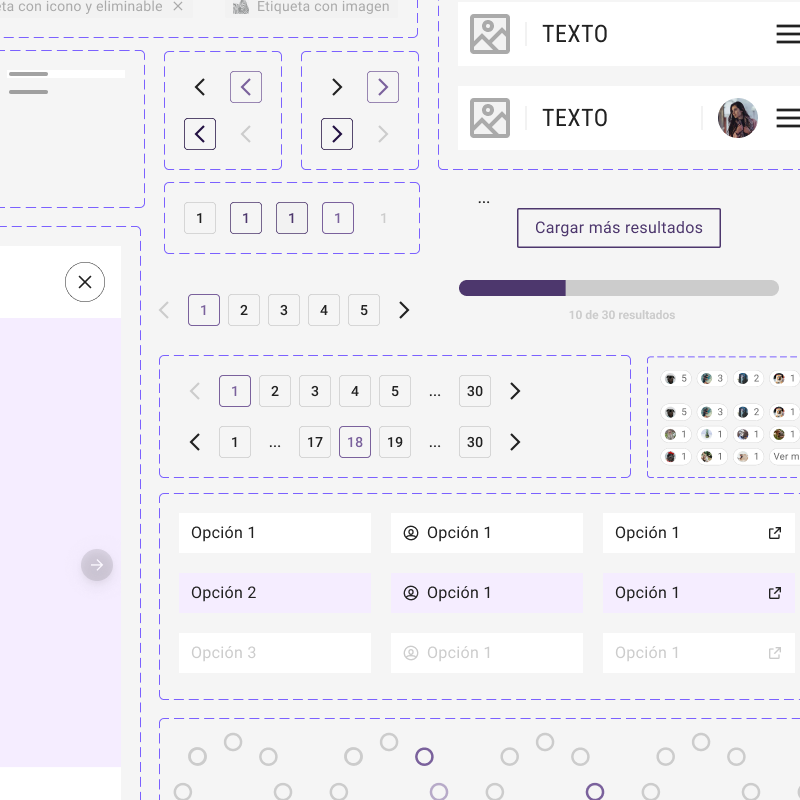 con icono y eliminable
Etiqueta con imagen
TEXTO
TEXTO
...
Cargar más resultados
10 de 30 resultados
1 1 1 1 1
1 2 3 4 5
1 2 3 4 5 ... 30
1 ... 17 18 19 ... 30
5 3 2 1
5 3 2 1
1 1 1 1
1 1 1 Ver m
Opción 1 Opción 1 Opción 1
Opción 2 Opción 1 Opción 1
Opción 3 Opción 1 Opción 1